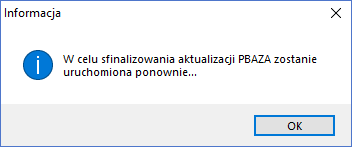 Informacja
W celu sfinalizowania aktualizacji PBAZA zostanie
uruchomiona ponownie...
OK